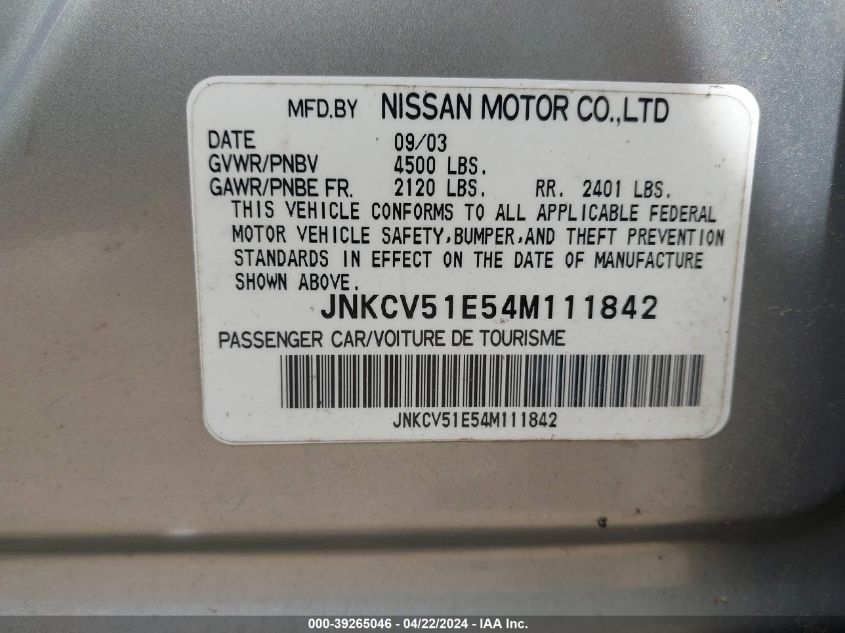 MFD.BY NISSAN MOTOR CO.,LTD
DATE 09/03
GVWR/PNBV 4500 LBS.
GAWR/PNBE FR. 2120 LBS. RR. 2401 LBS.
THIS VEHICLE CONFORMS TO ALL APPLICABLE FEDERAL
MOTOR VEHICLE SAFETY,BUMPER,AND THEFT PREVENTION
STANDARDS IN EFFECT ON THE DATE OF MANUFACTURE
SHOWN ABOVE.
JNKCV51E54M111842
PASSENGER CAR/VOITURE DE TOURISME
JNKCV51E54M111842
000-39265046 - 04/22/2024 - IAA Inc.